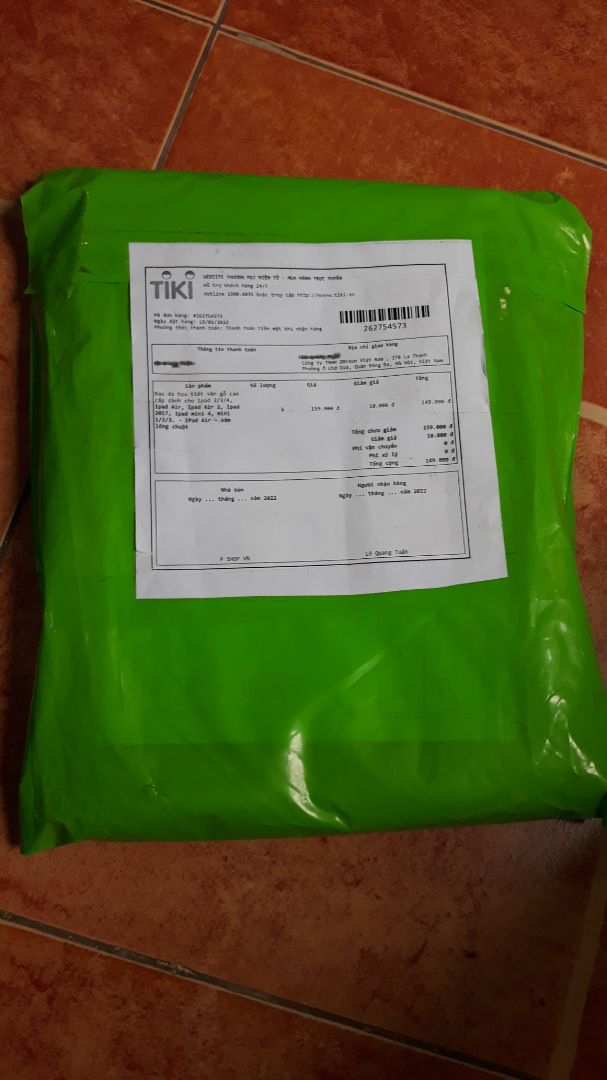 TIKI
WEBSITE THƯƠNG MẠI ĐIỆN TỬ - MUA HÀNG TRỰC TUYẾN
Hỗ trợ khách hàng 24/7
Hotline 1900.6035 hoặc truy cập http://hotro.tiki.vn
Mã đơn hàng: #262754573
Ngày đặt hàng: 19/01/2022
Phương thức thanh toán: Thanh toán tiền mặt khi nhận hàng
262754573
Thông tin thanh toán
Địa chỉ giao hàng
Công ty TNHH BBraun Việt Nam , 170 La Thành
Phường Ô Chợ Dừa, Quận Đống Đa, Hà Nội, Việt Nam
Sản phẩm Số lượng Giá Giảm giá Tổng
Bao da họa tiết vân gỗ cao
cấp dành cho Ipad 2/3/4,
Ipad Air, Ipad Air 2, Ipad
2017, Ipad mini 4, mini
1/2/3. - IPad Air - xám
lông chuột
159.000 đ 10.000 đ 149.000 đ
Tổng chưa giảm 159.000 đ
Giảm giá 10.000 đ
Phí vận chuyển 0 đ
Phí xử lý 0 đ
Tổng cộng 149.000 đ
Nhà bán
Ngày ... tháng ... năm 2022
Người nhận hàng
Ngày ... tháng ... năm 2022
P SHOP VN
Lê Quang Tuấn